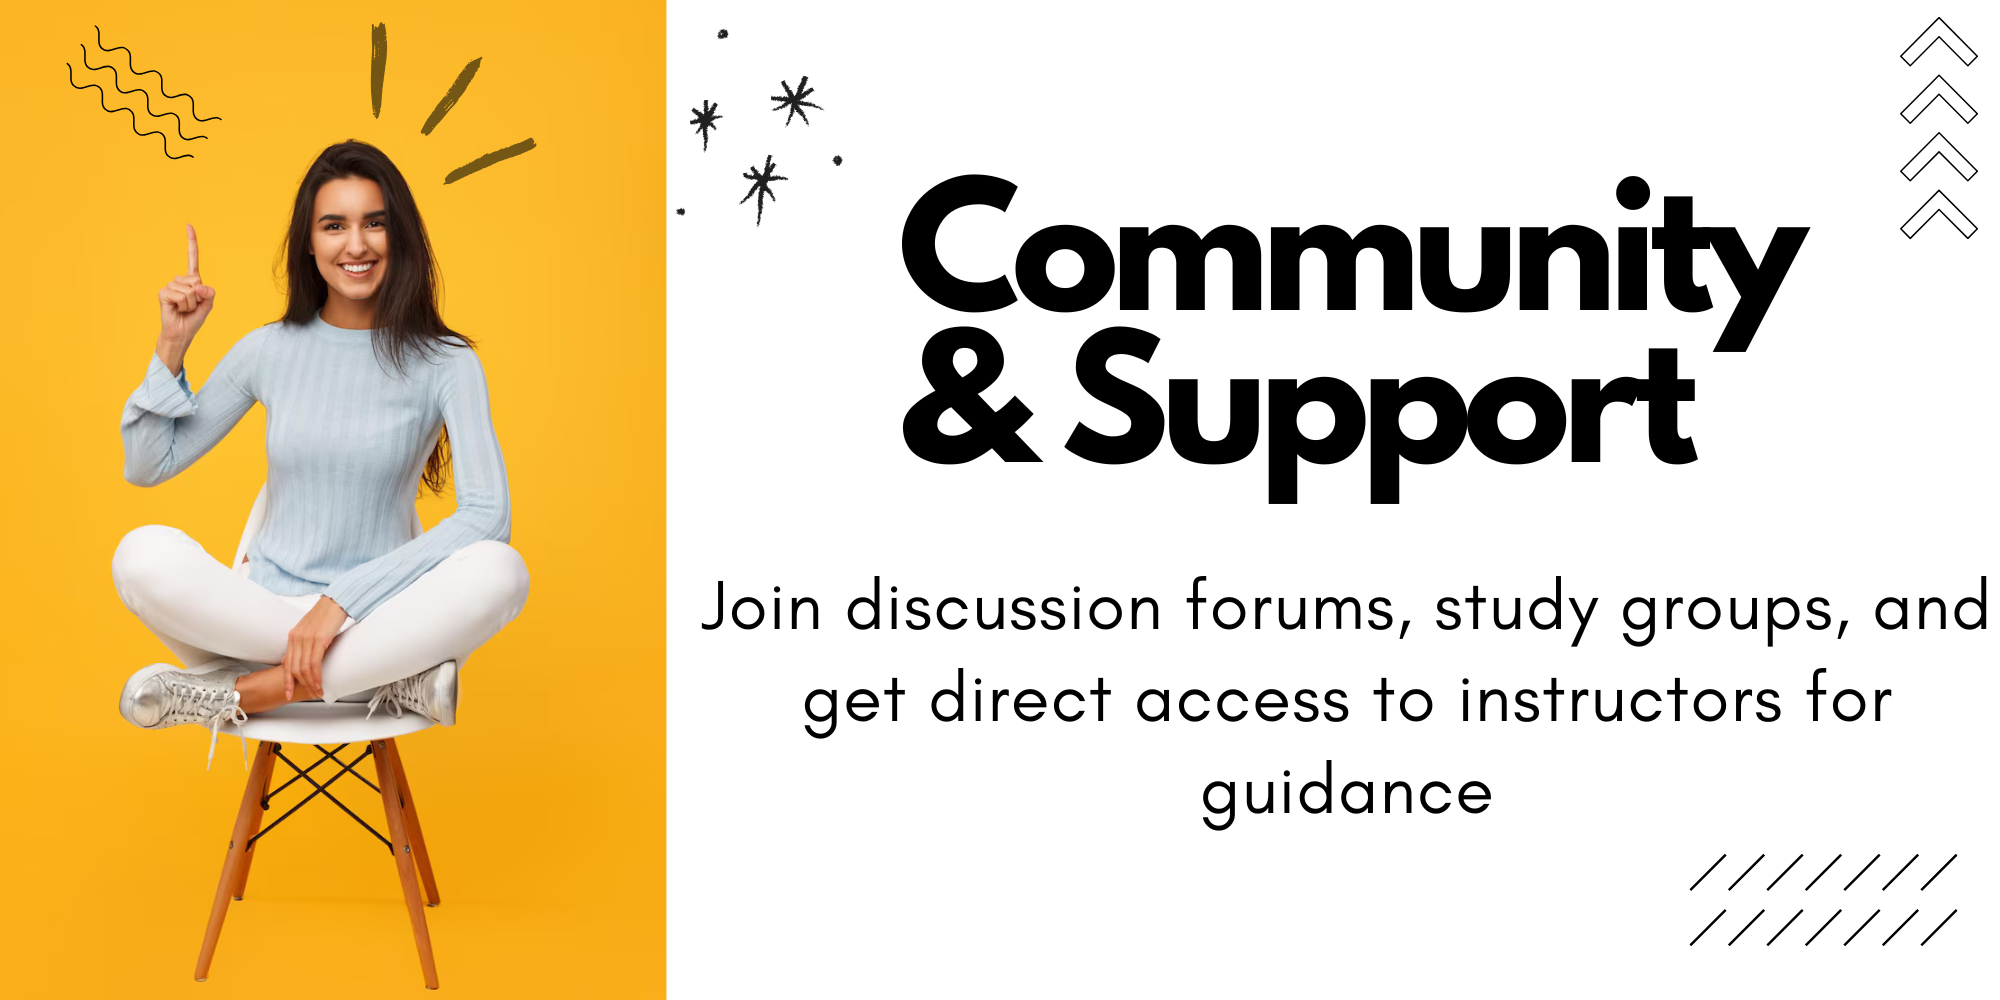 Community
& Support
Join discussion forums, study groups, and
get direct access to instructors for
guidance